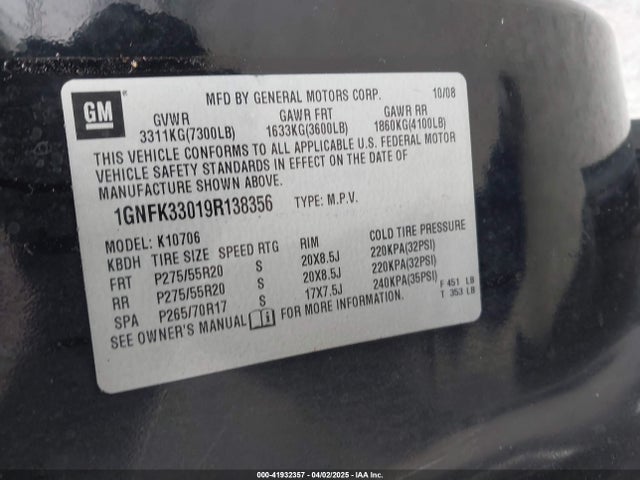 GM
MFD BY GENERAL MOTORS CORP. 10/08
GVWR GAWR FRT GAWR RR
3311KG(7300LB) 1633KG(3600LB) 1860KG(4100LB)
THIS VEHICLE CONFORMS TO ALL APPLICABLE U.S. FEDERAL MOTOR
VEHICLE SAFETY STANDARDS IN EFFECT ON THE DATE OF
MANUFACTURE SHOWN ABOVE.
1GNFK33019R138356 TYPE: M.P.V.
MODEL: K10706
KBDH TIRE SIZE SPEED RTG RIM COLD TIRE PRESSURE
FRT P275/55R20 S 20X8.5J 220KPA(32PSI)
RR P275/55R20 S 20X8.5J 220KPA(32PSI)
SPA P265/70R17 S 17X7.5J 240KPA(35PSI)
F 451 LB
T 353 LB
SEE OWNER'S MANUAL FOR MORE INFORMATION.
000-41932357 - 04/02/2025 - IAA Inc.